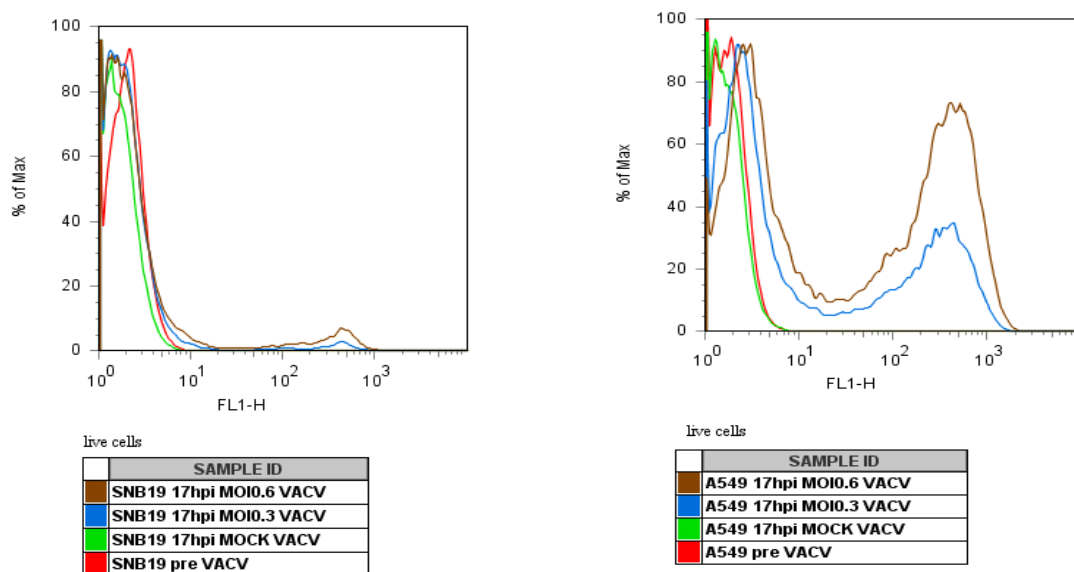 100
80
60
40
20
0
% of Max
10^0 10^1 10^2 10^3
FL1-H
live cells
SAMPLE ID
SNB19 17hpi MOI0.6 VACV
SNB19 17hpi MOI0.3 VACV
SNB19 17hpi MOCK VACV
SNB19 pre VACV
100
80
60
40
20
0
% of Max
10^0 10^1 10^2 10^3
FL1-H
live cells
SAMPLE ID
A549 17hpi MOI0.6 VACV
A549 17hpi MOI0.3 VACV
A549 17hpi MOCK VACV
A549 pre VACV